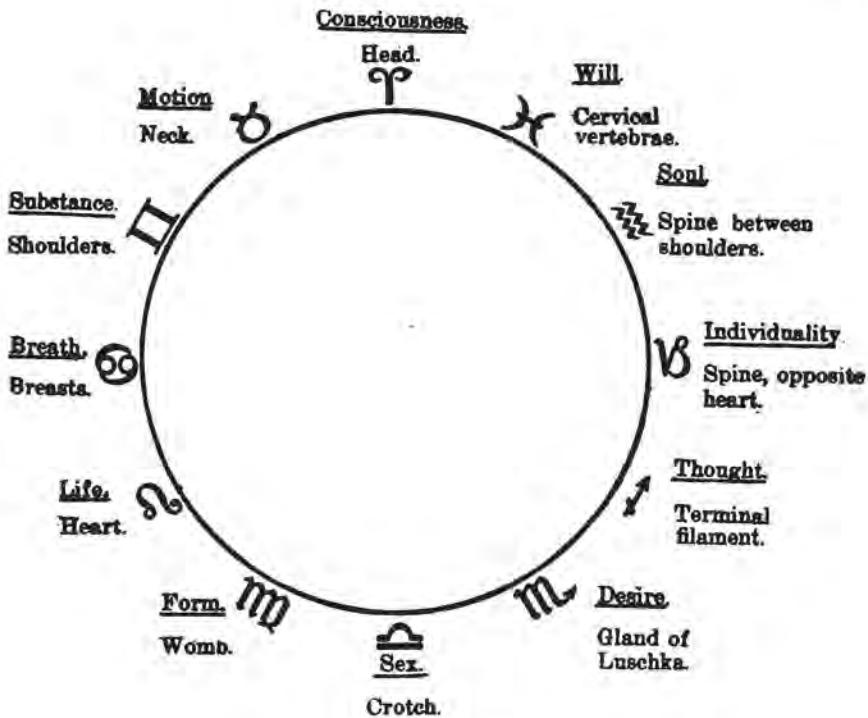 Consciousness.
Head.
Motion
Neck.
Will
Cervical
vertebrae.
Substance.
Shoulders.
Soul
Spine between
shoulders.
Breath.
Breasts.
Individuality
Spine, opposite
heart.
Life.
Heart.
Thought.
Terminal
filament.
Form.
Womb.
Sex.
Crotch.
Desire.
Gland of
Luschka.